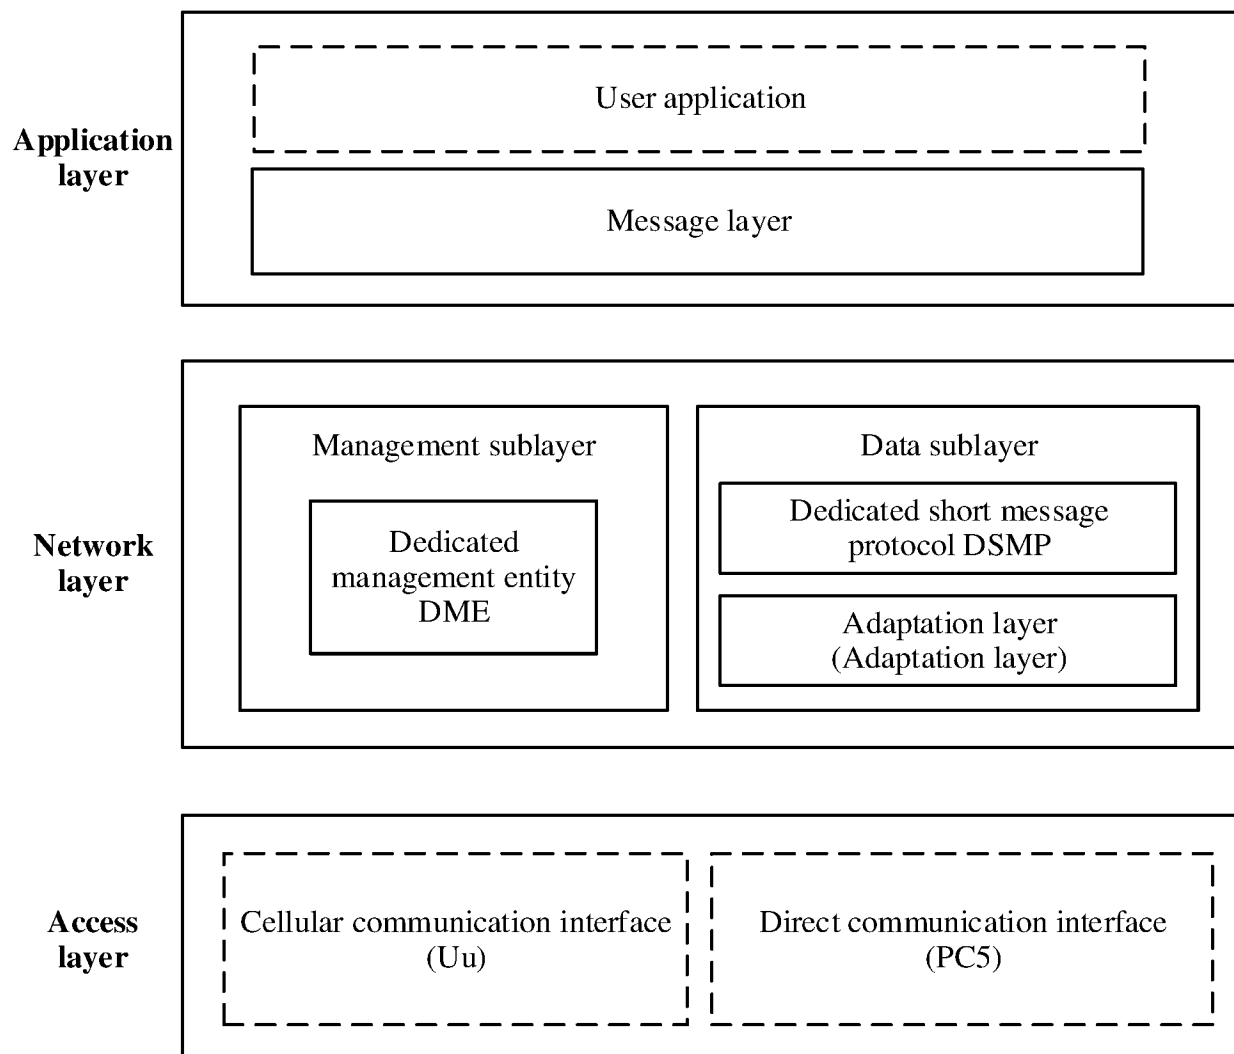 Application
layer
User application
Message layer
Network
layer
Management sublayer
Dedicated
management entity
DME
Data sublayer
Dedicated short message
protocol DSMP
Adaptation layer
(Adaptation layer)
Access
layer
Cellular communication interface
(Uu)
Direct communication interface
(PC5)